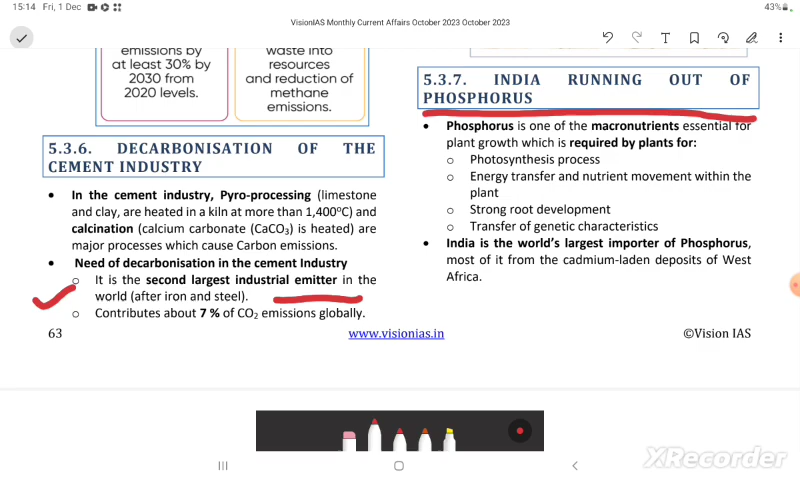 15:14 Fri, 1 Dec
43%
VisionIAS Monthly Current Affairs October 2023 October 2023
T
emissions by
at least 30% by
2030 from
2020 levels.
waste into
resources
and reduction of
methane
emissions.
5.3.6. DECARBONISATION OF THE
CEMENT INDUSTRY
• In the cement industry, Pyro-processing (limestone
and clay, are heated in a kiln at more than 1,400°C) and
calcination (calcium carbonate (CaCO3) is heated) are
major processes which cause Carbon emissions.
• Need of decarbonisation in the cement Industry
o It is the second largest industrial emitter in the
world (after iron and steel).
o Contributes about 7 % of CO2 emissions globally.
5.3.7. INDIA RUNNING OUT OF
PHOSPHORUS
• Phosphorus is one of the macronutrients essential for
plant growth which is required by plants for:
o Photosynthesis process
o Energy transfer and nutrient movement within the
plant
o Strong root development
o Transfer of genetic characteristics
• India is the world's largest importer of Phosphorus,
most of it from the cadmium-laden deposits of West
Africa.
63
www.visionias.in
©Vision IAS
XRecorder